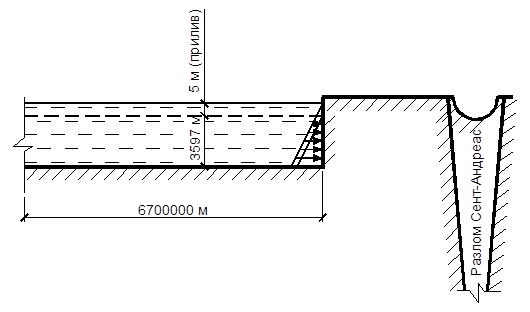 5 м (прилив)
3597 м
6700000 м
Разлом Сент-Андреас